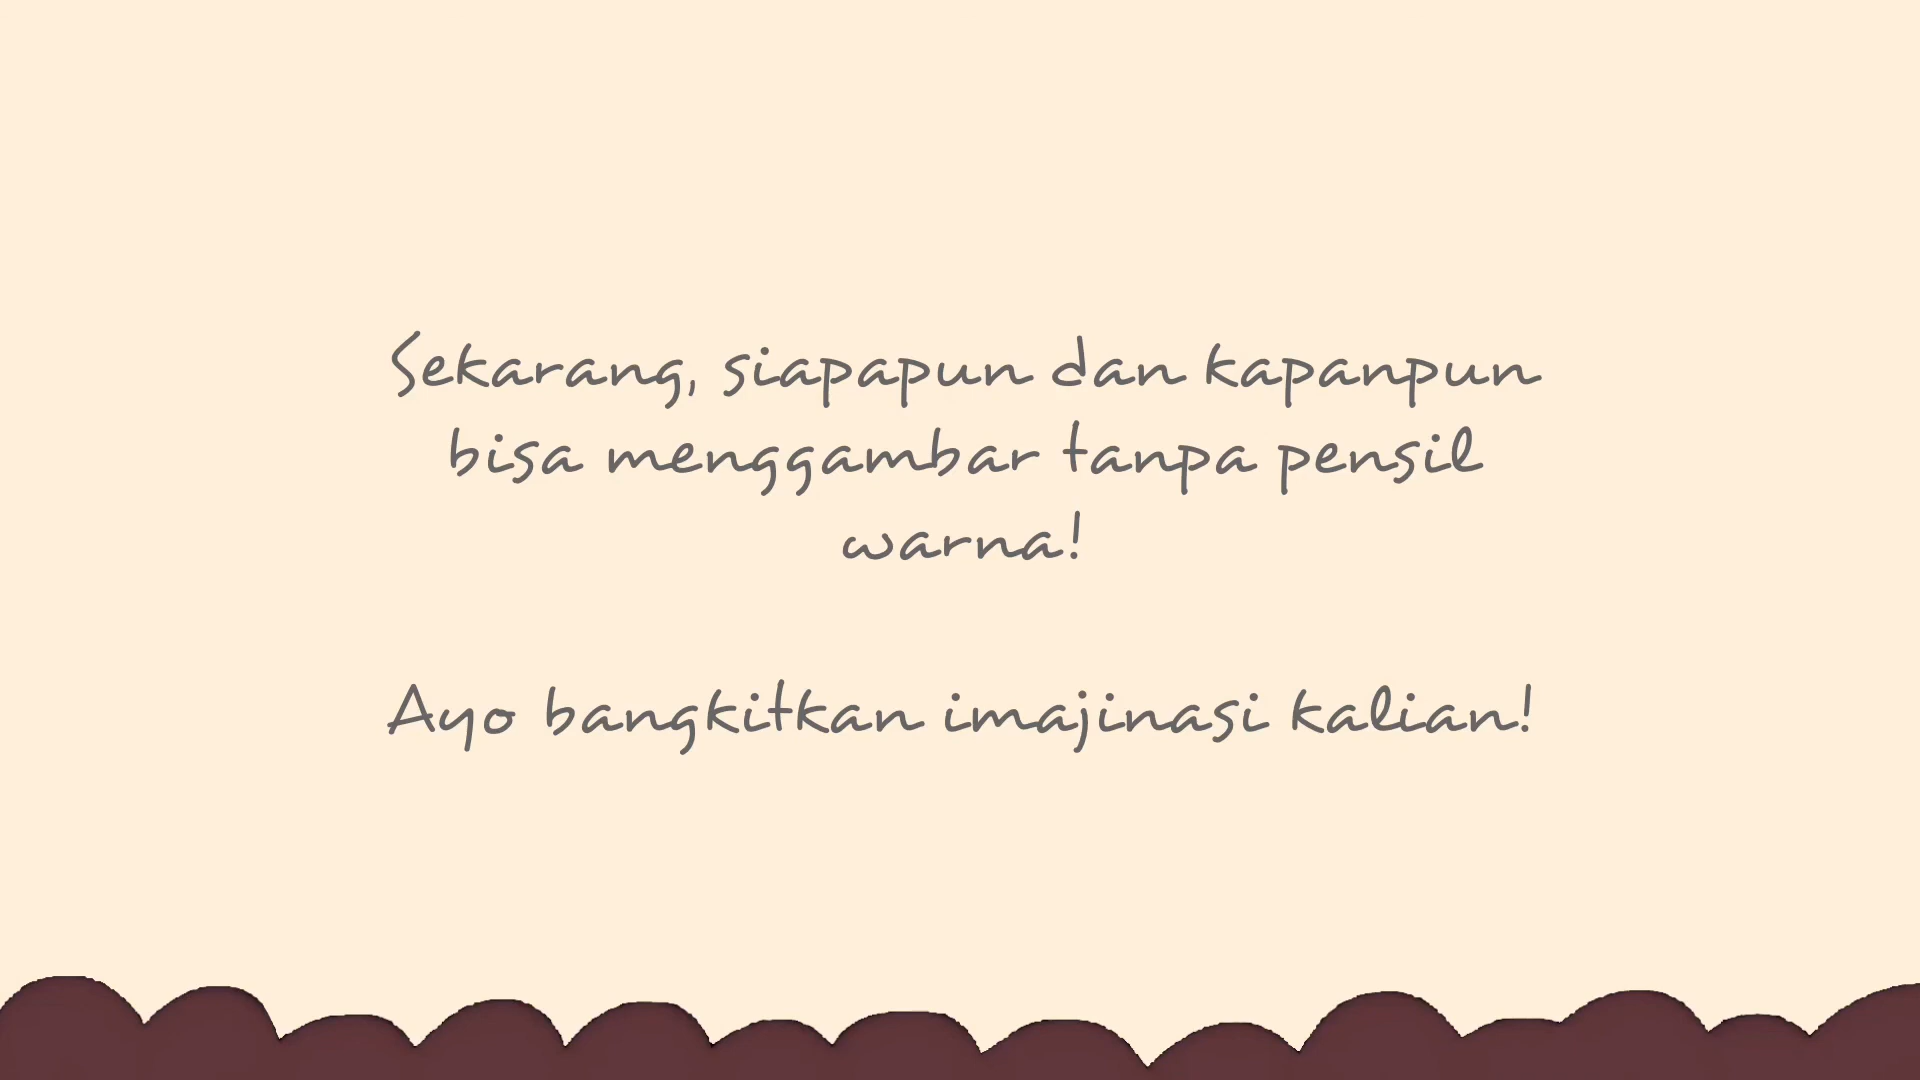 Sekarang, siapapun dan kapanpun
bisa menggambar tanpa pensil
warna!
Ayo bangkitkan imajinasi kalian!